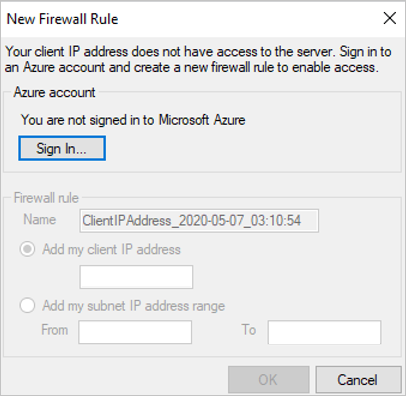 New Firewall Rule
Your client IP address does not have access to the server. Sign in to
an Azure account and create a new firewall rule to enable access.
Azure account
You are not signed in to Microsoft Azure
Sign In...
Firewall rule
Name ClientIPAddress_2020-05-07_03:10:54
Add my client IP address
Add my subnet IP address range
From To
OK Cancel